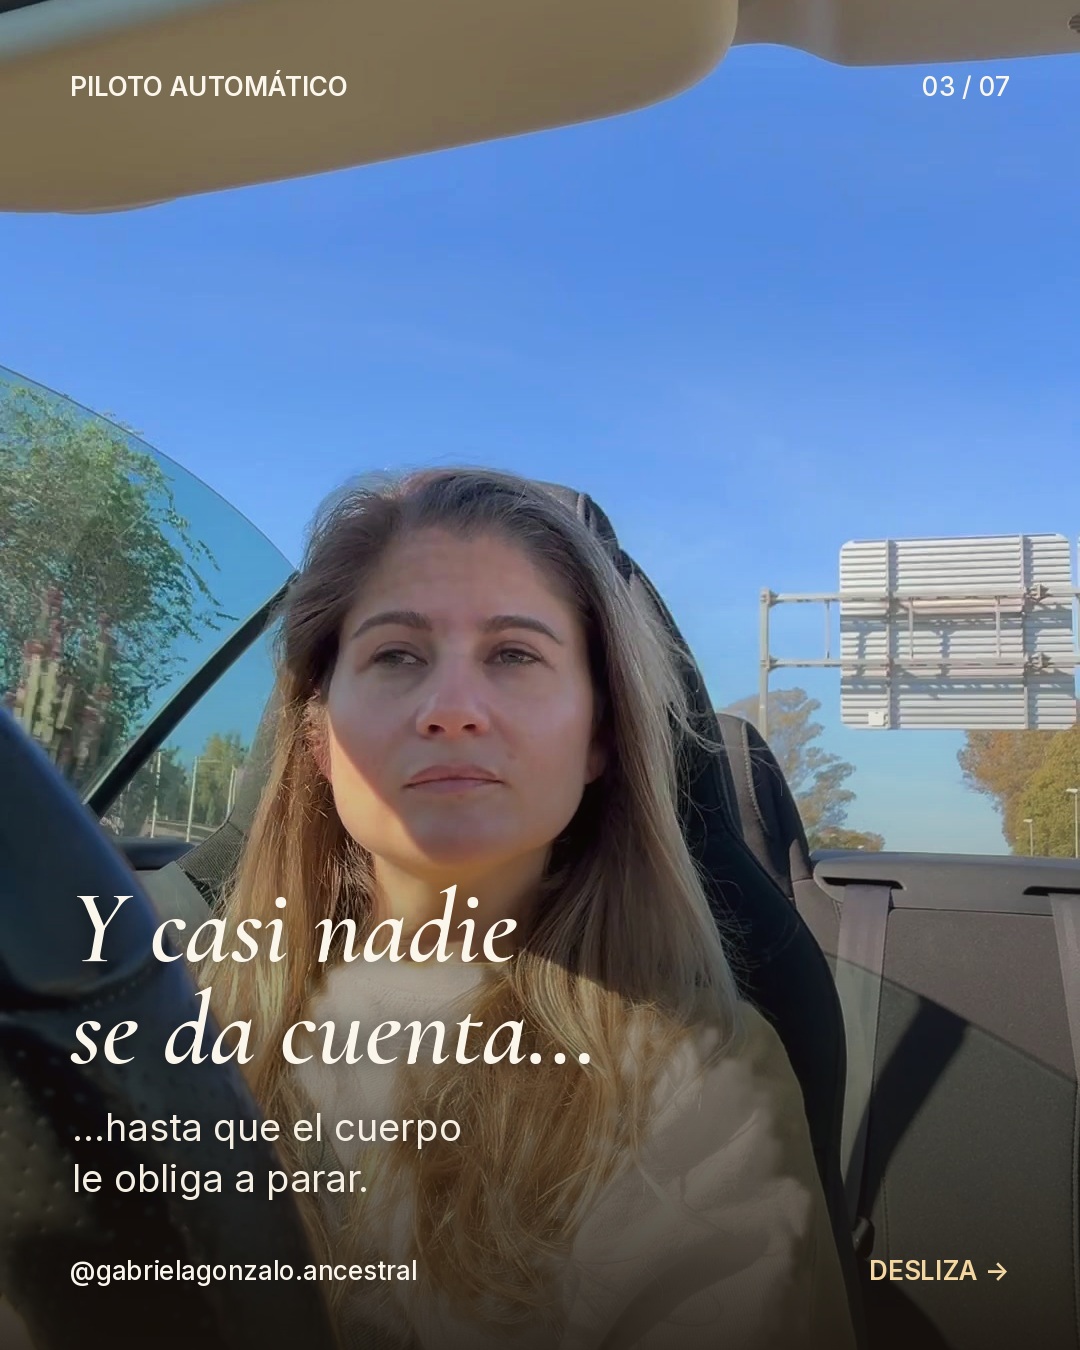 PILOTO AUTOMÁTICO
03 / 07
Y casi nadie
se da cuenta...
...hasta que el cuerpo
le obliga a parar.
@gabrielagonzalo.ancestral
DESLIZA →